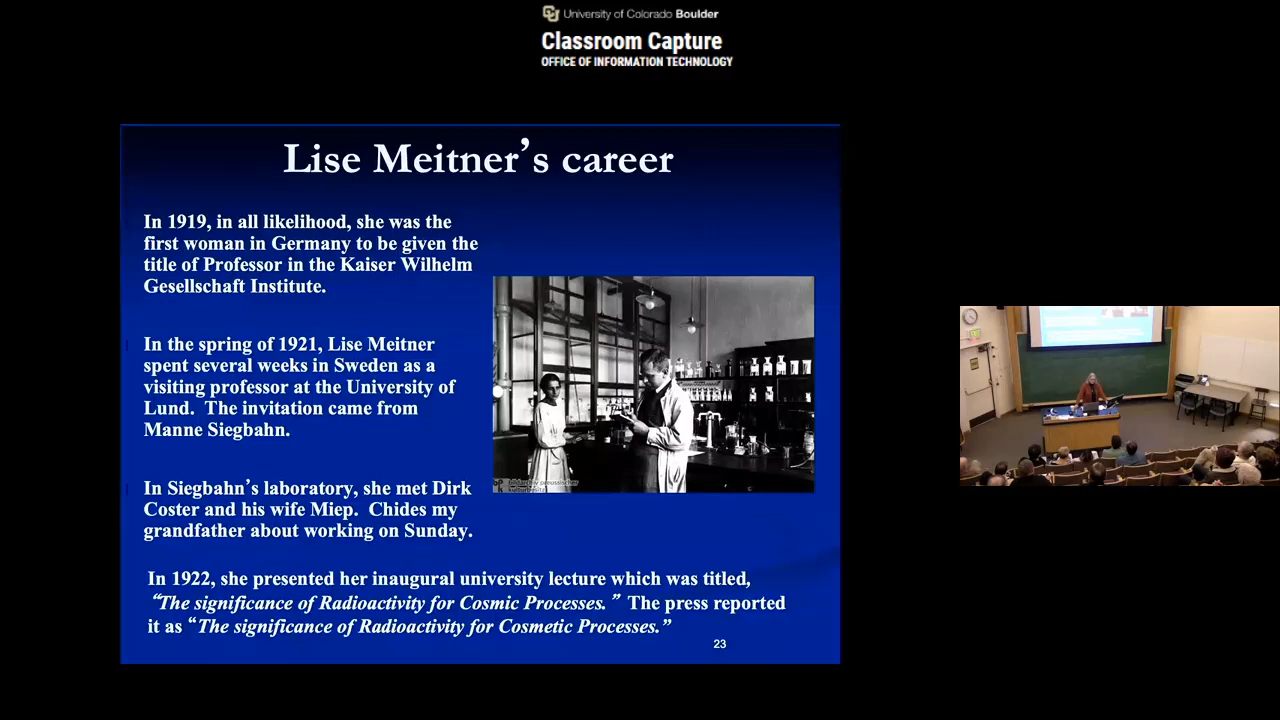 University of Colorado Boulder
Classroom Capture
OFFICE OF INFORMATION TECHNOLOGY
Lise Meitner’s career
In 1919, in all likelihood, she was the
first woman in Germany to be given the
title of Professor in the Kaiser Wilhelm
Gesellschaft Institute.
In the spring of 1921, Lise Meitner
spent several weeks in Sweden as a
visiting professor at the University of
Lund. The invitation came from
Manne Siegbahn.
In Siegbahn’s laboratory, she met Dirk
Coster and his wife Miep. Chides my
grandfather about working on Sunday.
In 1922, she presented her inaugural university lecture which was titled,
“The significance of Radioactivity for Cosmic Processes.” The press reported
it as “The significance of Radioactivity for Cosmetic Processes.”
23